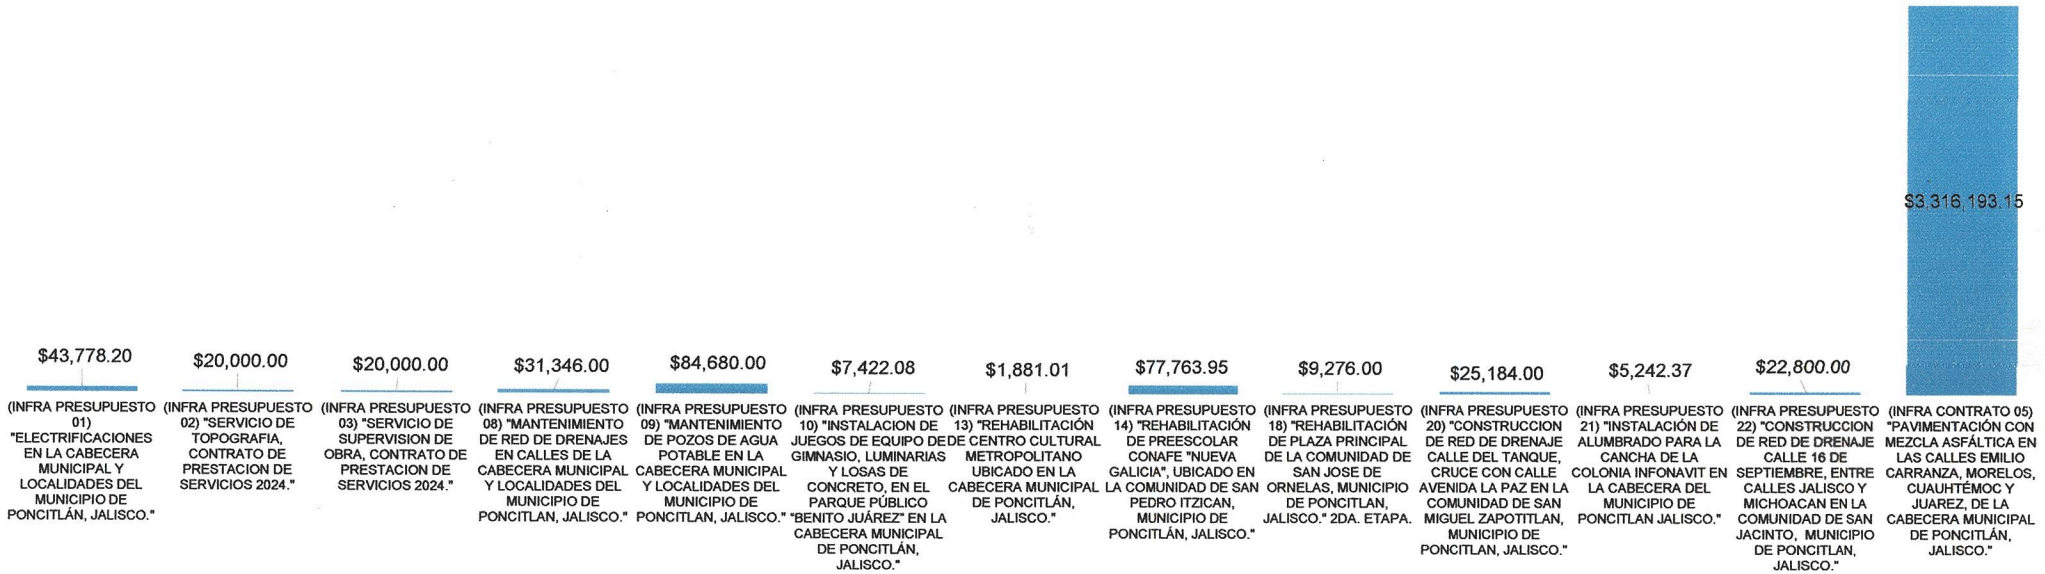 $3,316,193.15
$43,778.20
$20,000.00
$20,000.00
$31,346.00
$84,680.00
$7,422.08
$1,881.01
$77,763.95
$9,276.00
$25,184.00
$5,242.37
$22,800.00
(INFRA PRESUPUESTO
01)
"ELECTRIFICACIONES
EN LA CABECERA
MUNICIPAL Y
LOCALIDADES DEL
MUNICIPIO DE
PONCITLÁN, JALISCO."
(INFRA PRESUPUESTO
02) "SERVICIO DE
TOPOGRAFIA,
CONTRATO DE
PRESTACION DE
SERVICIOS 2024."
(INFRA PRESUPUESTO
03) "SERVICIO DE
SUPERVISION DE
OBRA, CONTRATO DE
PRESTACION DE
SERVICIOS 2024."
(INFRA PRESUPUESTO
08) "MANTENIMIENTO
DE RED DE DRENAJES
EN CALLES DE LA
CABECERA MUNICIPAL
Y LOCALIDADES DEL
MUNICIPIO DE
PONCITLAN, JALISCO."
(INFRA PRESUPUESTO
09) "MANTENIMIENTO
DE POZOS DE AGUA
POTABLE EN LA
CABECERA MUNICIPAL
Y LOCALIDADES DEL
MUNICIPIO DE
PONCITLAN, JALISCO."
(INFRA PRESUPUESTO
10) "INSTALACION DE
JUEGOS DE EQUIPO DE
GIMNASIO, LUMINARIAS
Y LOSAS DE
CONCRETO, EN EL
PARQUE PÚBLICO
"BENITO JUÁREZ" EN LA
CABECERA MUNICIPAL
DE PONCITLÁN,
JALISCO."
(INFRA PRESUPUESTO
13) "REHABILITACIÓN
DE CENTRO CULTURAL
METROPOLITANO
UBICADO EN LA
CABECERA MUNICIPAL
DE PONCITLÁN,
JALISCO."
(INFRA PRESUPUESTO
14) "REHABILITACIÓN
DE PREESCOLAR
CONAFE "NUEVA
GALICIA", UBICADO EN
LA COMUNIDAD DE SAN
PEDRO ITZICAN,
MUNICIPIO DE
PONCITLÁN, JALISCO."
(INFRA PRESUPUESTO
18) "REHABILITACIÓN
DE PLAZA PRINCIPAL
DE LA COMUNIDAD DE
SAN JOSE DE
ORNELAS, MUNICIPIO
DE PONCITLAN,
JALISCO." 2DA. ETAPA.
(INFRA PRESUPUESTO
20) "CONSTRUCCION
DE RED DE DRENAJE
CALLE DEL TANQUE,
CRUCE CON CALLE
AVENIDA LA PAZ EN LA
COMUNIDAD DE SAN
MIGUEL ZAPOTITLAN,
MUNICIPIO DE
PONCITLAN, JALISCO."
(INFRA PRESUPUESTO
21) "INSTALACIÓN DE
ALUMBRADO PARA LA
CANCHA DE LA
COLONIA INFONAVIT EN
LA CABECERA DEL
MUNICIPIO DE
PONCITLAN JALISCO."
(INFRA PRESUPUESTO
22) "CONSTRUCCION
DE RED DE DRENAJE
CALLE 16 DE
SEPTIEMBRE, ENTRE
CALLES JALISCO Y
MICHOACAN EN LA
COMUNIDAD DE SAN
JACINTO, MUNICIPIO
DE PONCITLAN,
JALISCO."
(INFRA CONTRATO 05)
"PAVIMENTACIÓN CON
MEZCLA ASFÁLTICA EN
LAS CALLES EMILIO
CARRANZA, MORELOS,
CUAUHTÉMOC Y
JUAREZ, DE LA
CABECERA MUNICIPAL
DE PONCITLÁN,
JALISCO."